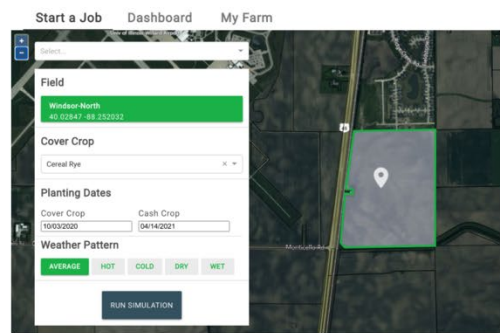 Start a Job Dashboard My Farm
+
−
Select...
Field
Windsor-North
40.02847 -88.252032
Cover Crop
Cereal Rye
Planting Dates
Cover Crop Cash Crop
10/03/2020 04/14/2021
Weather Pattern
AVERAGE HOT COLD DRY WET
RUN SIMULATION